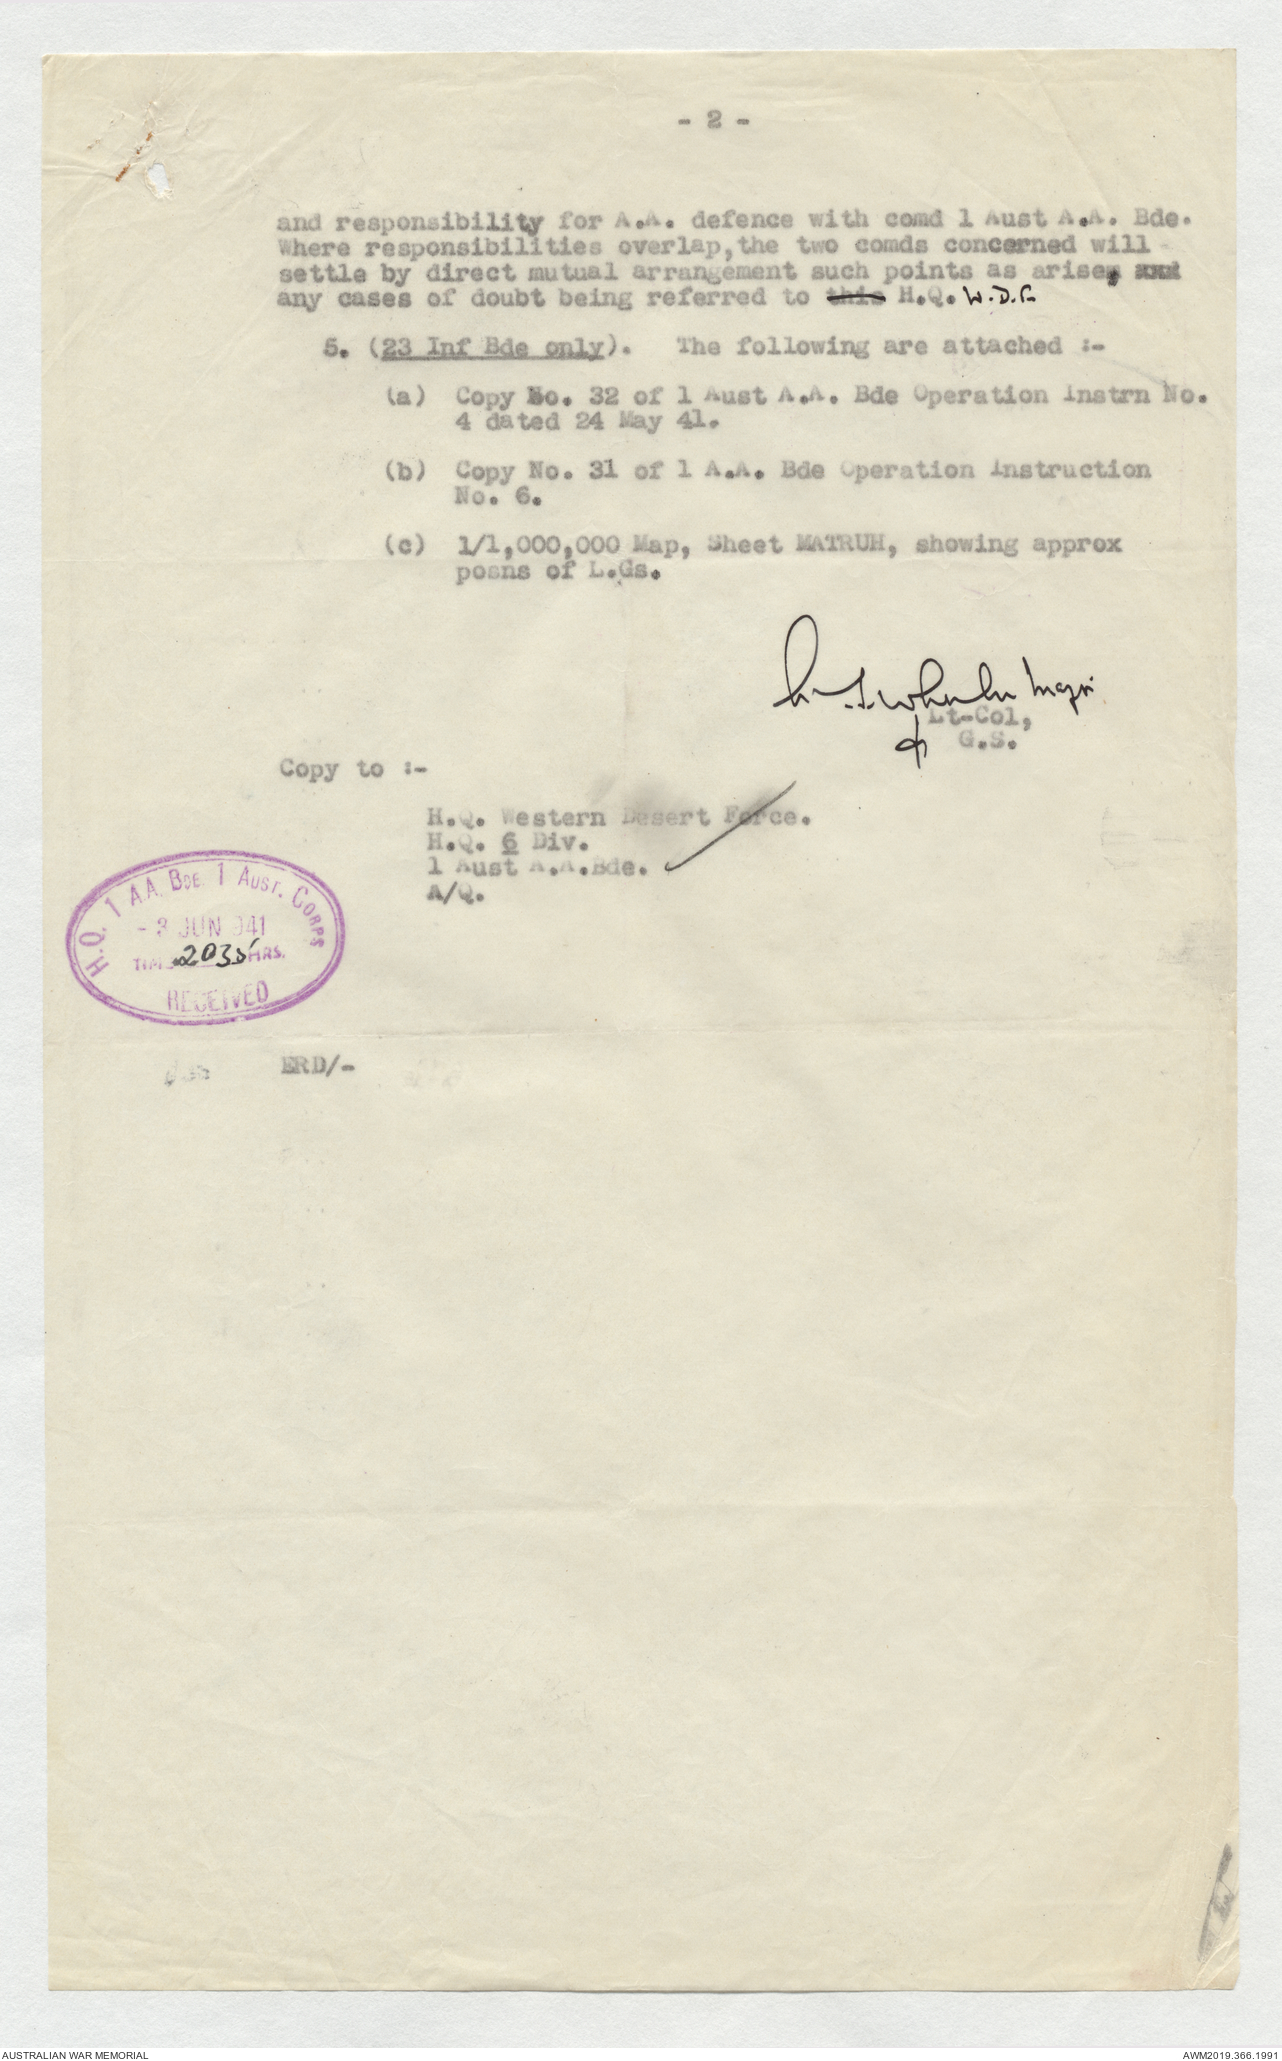 - 2 -
and responsibility for A.A. defence with comd 1 Aust A.A. Bde.
Where responsibilities overlap,the two comds concerned will
settle by direct mutual arrangement such points as arise,
any cases of doubt being referred to this H.Q. W.D.F.
5. (23 Inf Bde only). The following are attached :-
(a) Copy No. 32 of 1 Aust A.A. Bde Operation Instrn No.
4 dated 24 May 41.
(b) Copy No. 31 of 1 A.A. Bde Operation Instruction
No. 6.
(c) 1/1,000,000 Map, Sheet MATRUH, showing approx
posns of L.Gs.
Major
Lt-Col,
G.S.
Copy to :-
H.Q. Western Desert Force.
H.Q. 6 Div.
1 Aust A.A.Bde.
A/Q.
H.Q. 1 A.A. BDE. 1 AUST. CORPS
- 3 JUN 941
TIME 2035 HRS.
RECEIVED
ERD/-
AUSTRALIAN WAR MEMORIAL
AWM2019.366.1991